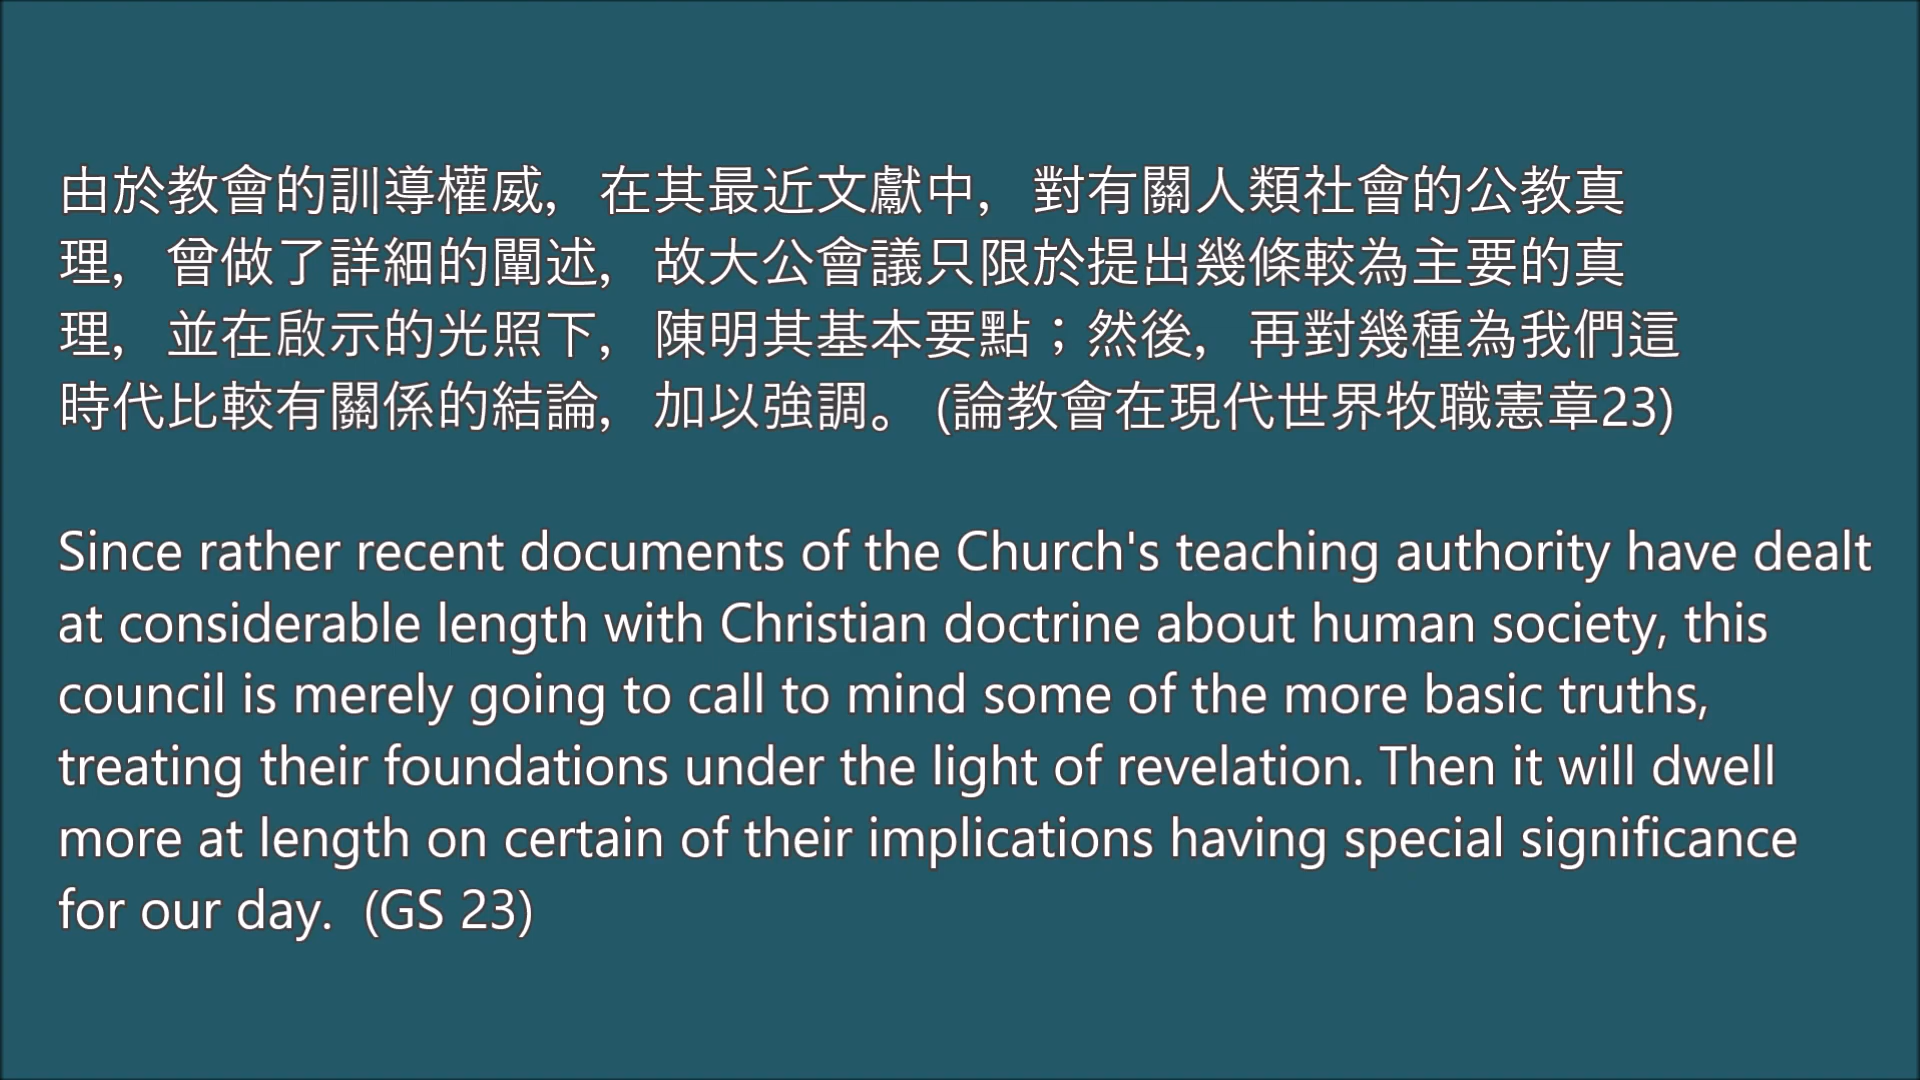 由於教會的訓導權威，在其最近文獻中，對有關人類社會的公教真
理，曾做了詳細的闡述，故大公會議只限於提出幾條較為主要的真
理，並在啟示的光照下，陳明其基本要點；然後，再對幾種為我們這
時代比較有關係的結論，加以強調。 (論教會在現代世界牧職憲章23)
Since rather recent documents of the Church's teaching authority have dealt
at considerable length with Christian doctrine about human society, this
council is merely going to call to mind some of the more basic truths,
treating their foundations under the light of revelation. Then it will dwell
more at length on certain of their implications having special significance
for our day.  (GS 23)